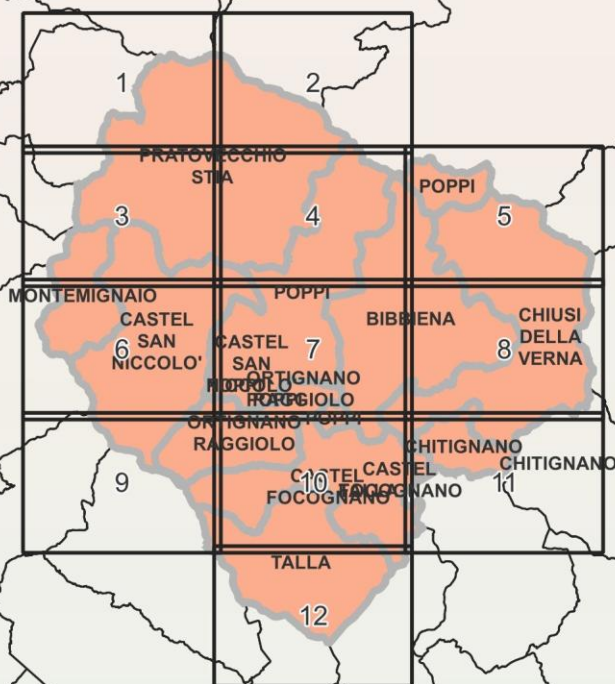 1
2
PRATOVECCHIO
STIA
POPPI
3
4
5
MONTEMIGNAIO
POPPI
CASTEL
SAN
NICCOLO'
BIBBIENA
CHIUSI
DELLA
VERNA
6
CASTEL
SAN
7
8
ORTIGNANO
RAGGIOLO
POPPI
ORTIGNANO
RAGGIOLO
CHITIGNANO
CHITIGNANO
9
CASTEL
FOCOGNANO
10
CASTEL
FOCOGNANO
11
TALLA
12